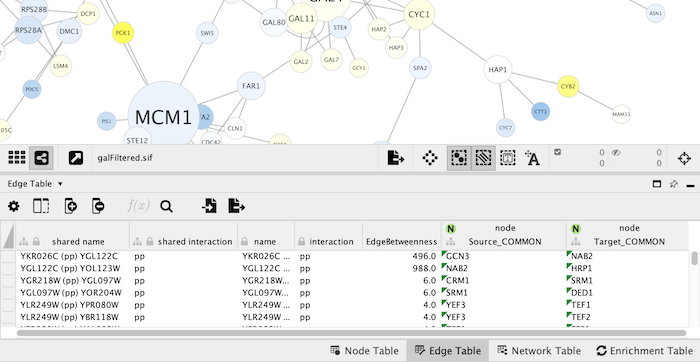 GAL4
RPS28B
DCP1
GAL80
GAL11
CYC1
ASN1
RPS28A
DMC1
PCK1
SWI5
STE4
HAP2
HAP3
LSM4
GAL2
GAL7
GCY1
SPA2
HAP1
PDC5
FAR1
CYB2
MCM1
CTT1
MAM33
PIS1
CLN3
CYC7
STE12
CDC42
galFiltered.sif
0 0
0 0
Edge Table
f(x)
N node N node
shared name shared interaction name interaction EdgeBetweenness Source_COMMON Target_COMMON
YKR026C (pp) YGL122C pp YKR026C ... pp 496.0 GCN3 NAB2
YGL122C (pp) YOL123W pp YGL122C ... pp 988.0 NAB2 HRP1
YGR218W (pp) YGL097W pp YGR218W... pp 6.0 CRM1 SRM1
YGL097W (pp) YOR204W pp YGL097W... pp 6.0 SRM1 DED1
YLR249W (pp) YPR080W pp YLR249W ... pp 6.0 YEF3 TEF1
YLR249W (pp) YBR118W pp YLR249W ... pp 6.0 YEF3 TEF2
Node Table Edge Table Network Table Enrichment Table